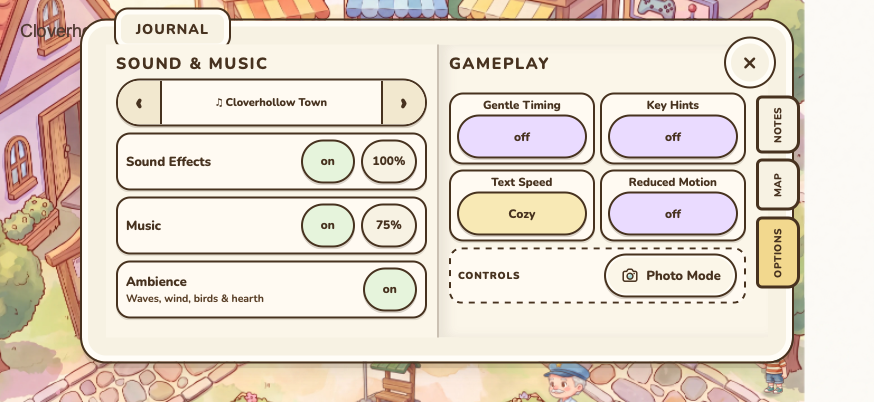 Cloverh
JOURNAL
SOUND & MUSIC
‹ ♫ Cloverhollow Town ›
Sound Effects on 100%
Music on 75%
Ambience
Waves, wind, birds & hearth
on
GAMEPLAY
×
Gentle Timing
off
Key Hints
off
Text Speed
Cozy
Reduced Motion
off
CONTROLS Photo Mode
NOTES
MAP
OPTIONS